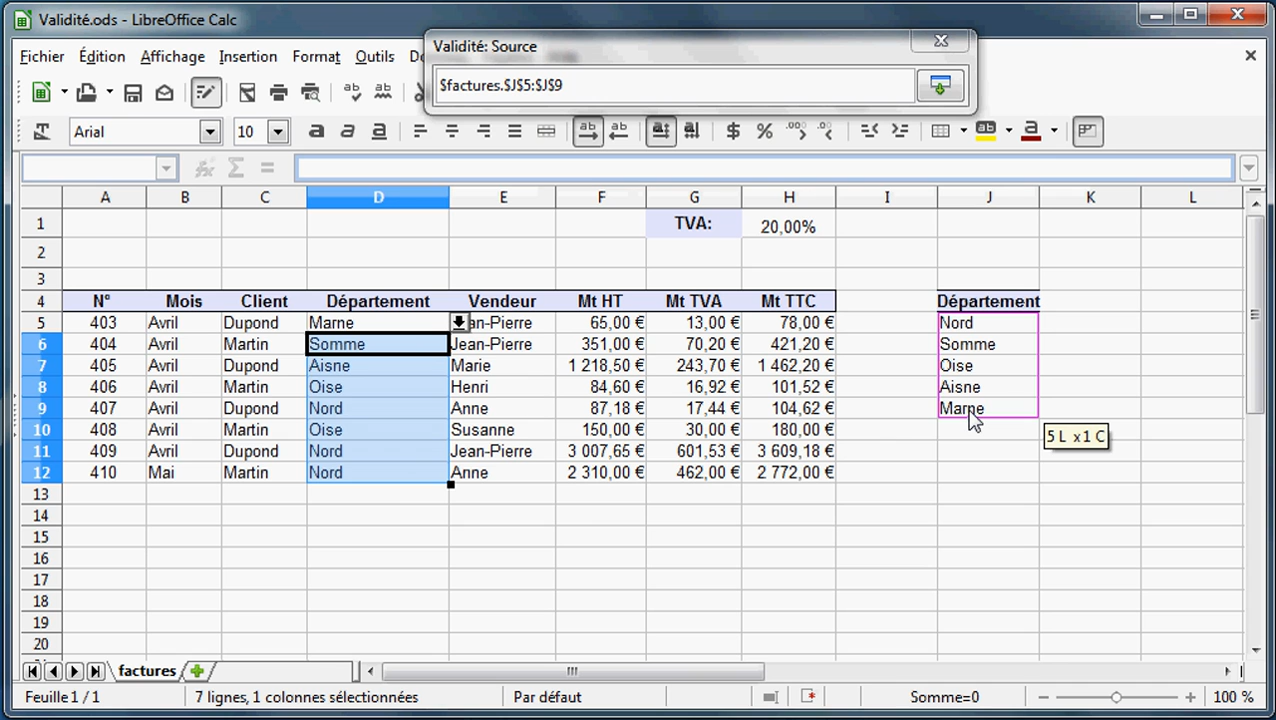 Validité.ods - LibreOffice Calc
Validité: Source
Fichier Édition Affichage Insertion Format Outils
$factures.$J$5:$J$9
Arial 10
A B C D E F G H I J K L
1 TVA: 20,00%
2
3
4 N° Mois Client Département Vendeur Mt HT Mt TVA Mt TTC Département
5 403 Avril Dupond Marne an-Pierre 65,00 € 13,00 € 78,00 € Nord
6 404 Avril Martin Somme Jean-Pierre 351,00 € 70,20 € 421,20 € Somme
7 405 Avril Dupond Aisne Marie 1 218,50 € 243,70 € 1 462,20 € Oise
8 406 Avril Martin Oise Henri 84,60 € 16,92 € 101,52 € Aisne
9 407 Avril Dupond Nord Anne 87,18 € 17,44 € 104,62 € Marne
10 408 Avril Martin Oise Susanne 150,00 € 30,00 € 180,00 € 5 L x 1 C
11 409 Avril Dupond Nord Jean-Pierre 3 007,65 € 601,53 € 3 609,18 €
12 410 Mai Martin Nord Anne 2 310,00 € 462,00 € 2 772,00 €
13
14
15
16
17
18
19
20
factures
Feuille 1 / 1 7 lignes, 1 colonnes sélectionnées Par défaut Somme=0 100 %